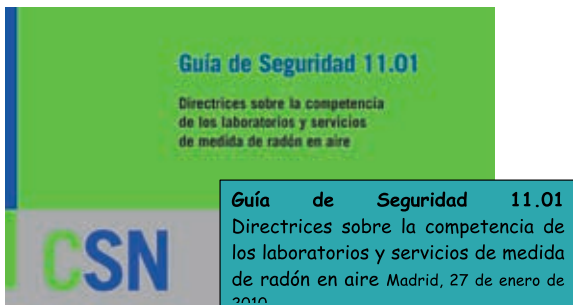 Guía de Seguridad 11.01
Directrices sobre la competencia
de los laboratorios y servicios
de medida de radón en aire
CSN
Guía de Seguridad 11.01
Directrices sobre la competencia de
los laboratorios y servicios de medida
de radón en aire Madrid, 27 de enero de
2010